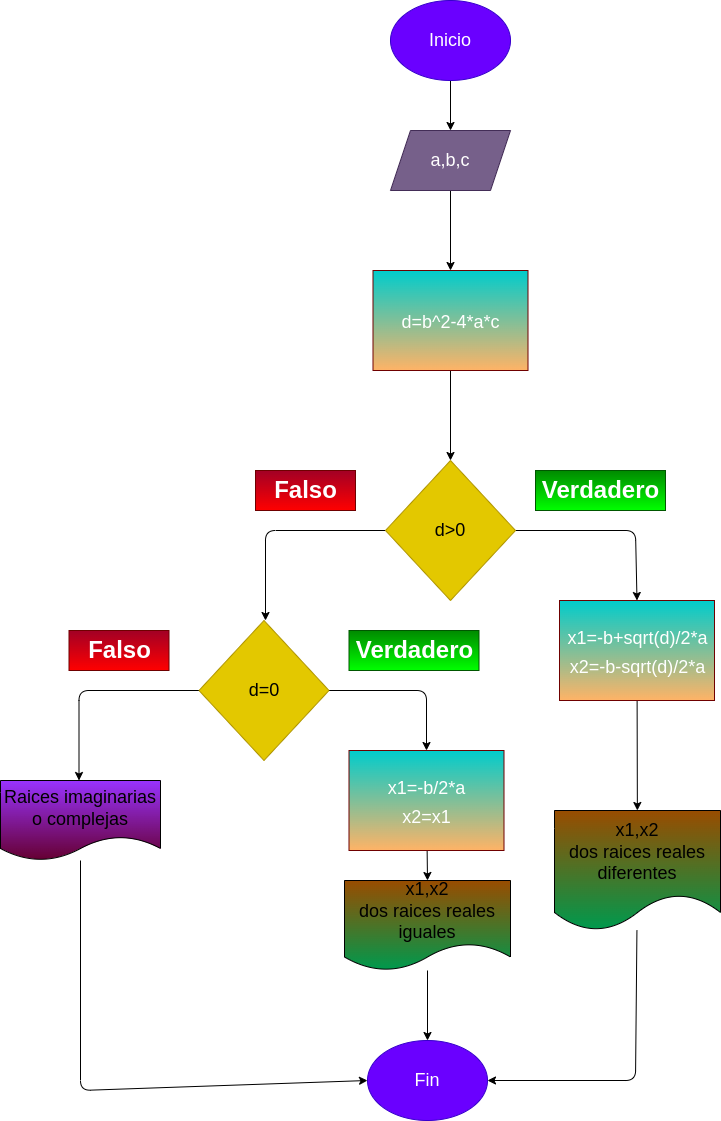 Inicio
a,b,c
d=b^2-4*a*c
Falso
Verdadero
d>0
x1=-b+sqrt(d)/2*a
x2=-b-sqrt(d)/2*a
Falso
Verdadero
d=0
Raices imaginarias
o complejas
x1=-b/2*a
x2=x1
x1,x2
dos raices reales
diferentes
x1,x2
dos raices reales
iguales
Fin